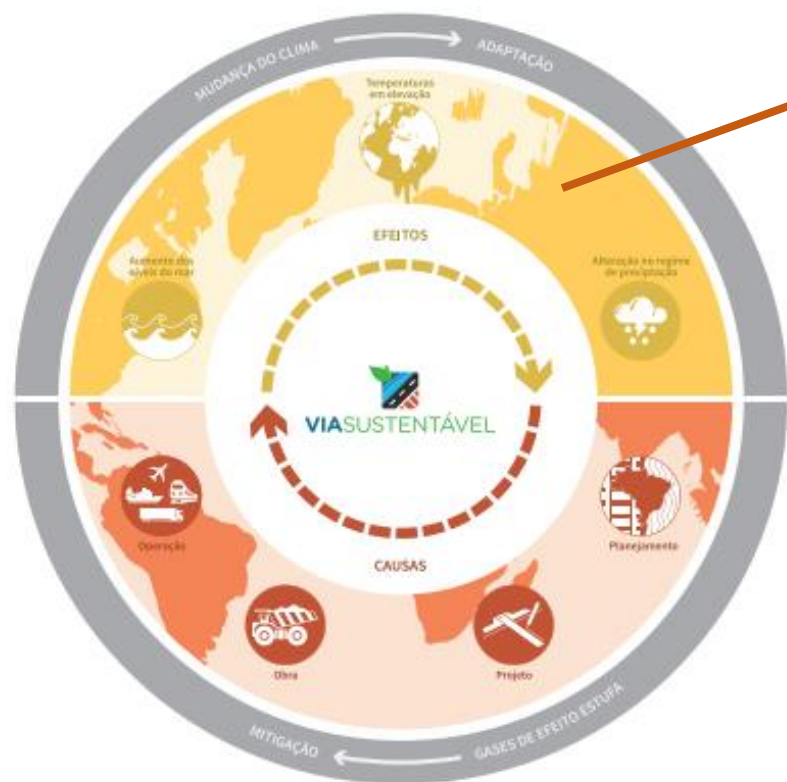 MUDANÇA DO CLIMA
ADAPTAÇÃO
Temperaturas
em elevação
EFEITOS
Aumento dos
níveis do mar
Alteração no regime
de precipitação
VIASUSTENTÁVEL
Operação
Planejamento
CAUSAS
Obra
Projeto
MITIGAÇÃO
GASES DE EFEITO ESTUFA